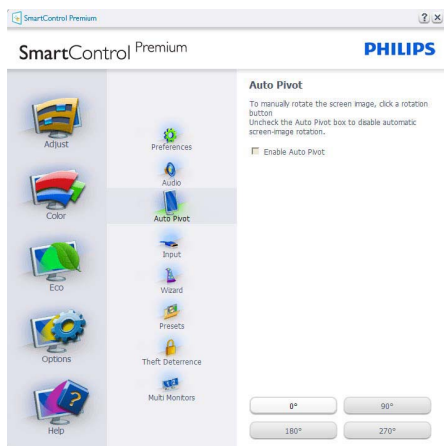 SmartControl Premium
SmartControl Premium
PHILIPS
Adjust
Color
Eco
Options
Help
Preferences
Audio
Auto Pivot
Input
Wizard
Presets
Theft Deterrence
Multi Monitors
Auto Pivot
To manually rotate the screen image, click a rotation
button
Uncheck the Auto Pivot box to disable automatic
screen-image rotation.
Enable Auto Pivot
0° 90°
180° 270°